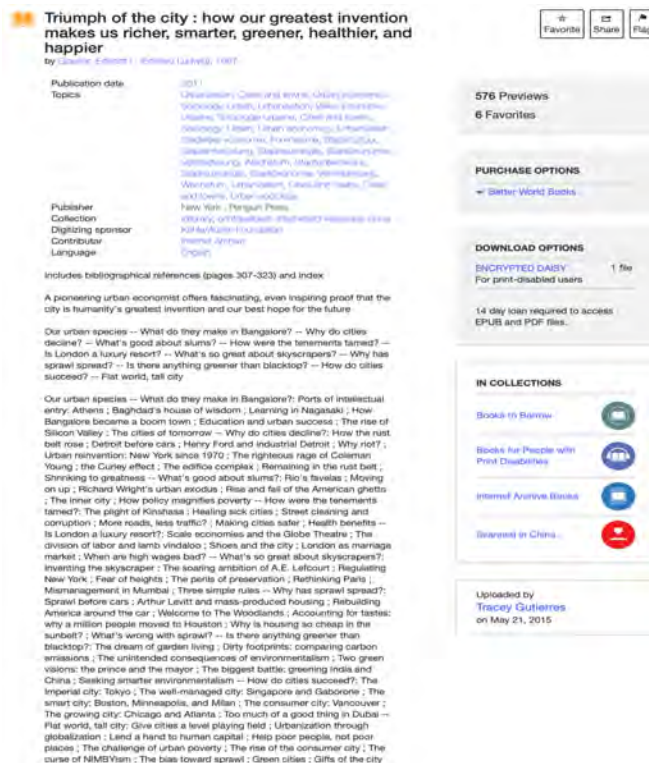 Triumph of the city : how our greatest invention
makes us richer, smarter, greener, healthier, and
happier
by
Publication date
2011
Topics
Publisher
New York : Penguin Press
Collection
Digitizing sponsor
Kahle/Austin Foundation
Contributor
Internet Archive
Language
English
Includes bibliographical references (pages 307-323) and index
A pioneering urban economist offers fascinating, even inspiring proof that the
city is humanity's greatest invention and our best hope for the future
Our urban species -- What do they make in Bangalore? -- Why do cities
decline? -- What's good about slums? -- How were the tenements tamed? --
Is London a luxury resort? -- What's so great about skyscrapers? -- Why has
sprawl spread? -- Is there anything greener than blacktop? -- How do cities
succeed? -- Flat world, tall city
Our urban species -- What do they make in Bangalore?: Ports of intellectual
entry: Athens ; Baghdad's house of wisdom ; Learning in Nagasaki ; How
Bangalore became a boom town ; Education and urban success ; The rise of
Silicon Valley ; The cities of tomorrow -- Why do cities decline?: How the rust
belt rose ; Detroit before cars ; Henry Ford and industrial Detroit ; Why riot? ;
Urban reinvention: New York since 1970 ; The righteous rage of Coleman
Young ; the Curley effect ; The edifice complex ; Remaining in the rust belt ;
Shrinking to greatness -- What's good about slums?: Rio's favelas ; Moving
on up ; Richard Wright's urban exodus ; Rise and fall of the American ghetto
; The inner city ; How policy magnifies poverty -- How were the tenements
tamed?: The plight of Kinshasa ; Healing sick cities ; Street cleaning and
corruption ; More roads, less traffic? ; Making cities safer ; Health benefits --
Is London a luxury resort?: Scale economies and the Globe Theatre ; The
division of labor and lamb vindaloo ; Shoes and the city ; London as marriage
market ; When are high wages bad? -- What's so great about skyscrapers?:
Inventing the skyscraper ; The soaring ambition of A.E. Lefcourt ; Regulating
New York ; Fear of heights ; The perils of preservation ; Rethinking Paris ;
Mismanagement in Mumbai ; Three simple rules -- Why has sprawl spread?:
Sprawl before cars ; Arthur Levitt and mass-produced housing ; Rebuilding
America around the car ; Welcome to The Woodlands ; Accounting for tastes:
why a million people moved to Houston ; Why is housing so cheap in the
sunbelt? ; What's wrong with sprawl? -- Is there anything greener than
blacktop?: The dream of garden living ; Dirty footprints: comparing carbon
emissions ; The unintended consequences of environmentalism ; Two green
visions: the prince and the mayor ; The biggest battle: greening India and
China ; Seeking smarter environmentalism -- How do cities succeed?: The
imperial city: Tokyo ; The well-managed city: Singapore and Gaborone ; The
smart city: Boston, Minneapolis, and Milan ; The consumer city: Vancouver ;
The growing city: Chicago and Atlanta ; Too much of a good thing in Dubai --
Flat world, tall city: Give cities a level playing field ; Urbanization through
globalization ; Lend a hand to human capital ; Help poor people, not poor
places ; The challenge of urban poverty ; The rise of the consumer city ; The
curse of NIMBYism ; The bias toward sprawl ; Green cities ; Gifts of the city
Favorite
Share
Flag
576 Previews
6 Favorites
PURCHASE OPTIONS
Better World Books
DOWNLOAD OPTIONS
ENCRYPTED DAISY 1 file
For print-disabled users
14 day loan required to access
EPUB and PDF files.
IN COLLECTIONS
Books to Borrow
Books for People with
Print Disabilities
Internet Archive Books
Scanned in China
Uploaded by
Tracey Gutierres
on May 21, 2015